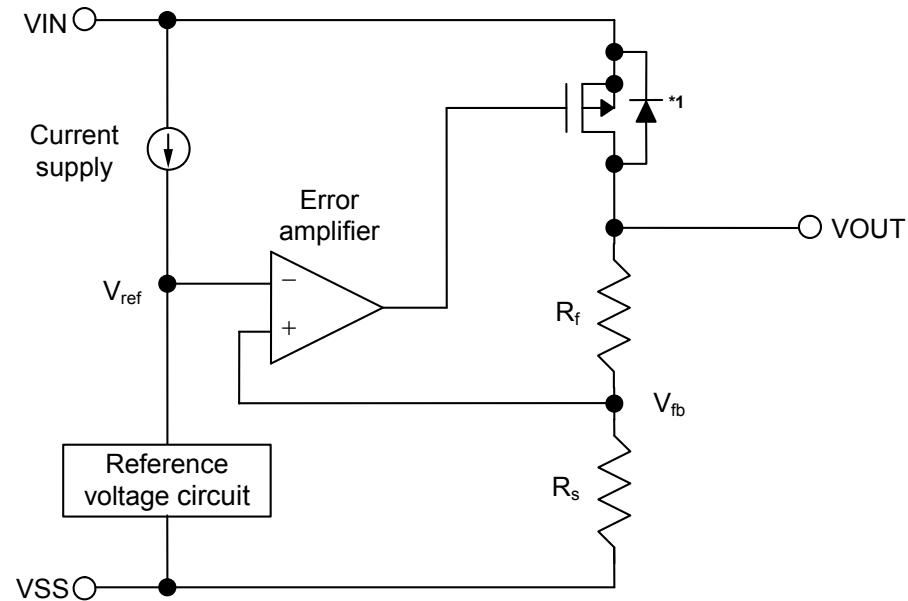 VIN
*1
Current
supply
Error
amplifier
VOUT
Vref
−
+
Rf
Vfb
Reference
voltage circuit
Rs
VSS